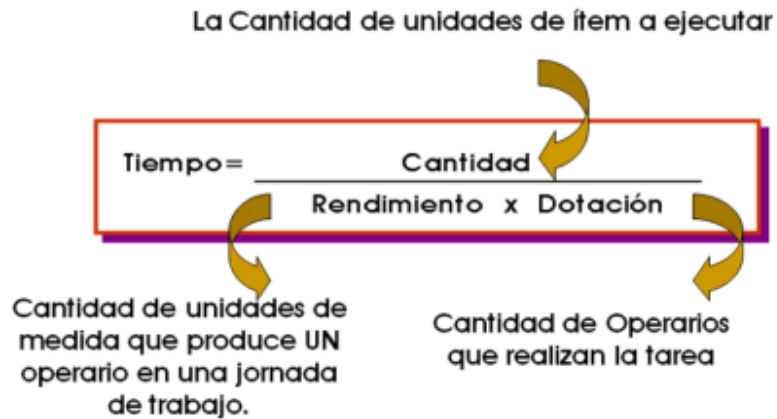 La Cantidad de unidades de ítem a ejecutar
Tiempo= Cantidad
Rendimiento x Dotación
Cantidad de unidades de
medida que produce UN
operario en una jornada
de trabajo.
Cantidad de Operarios
que realizan la tarea